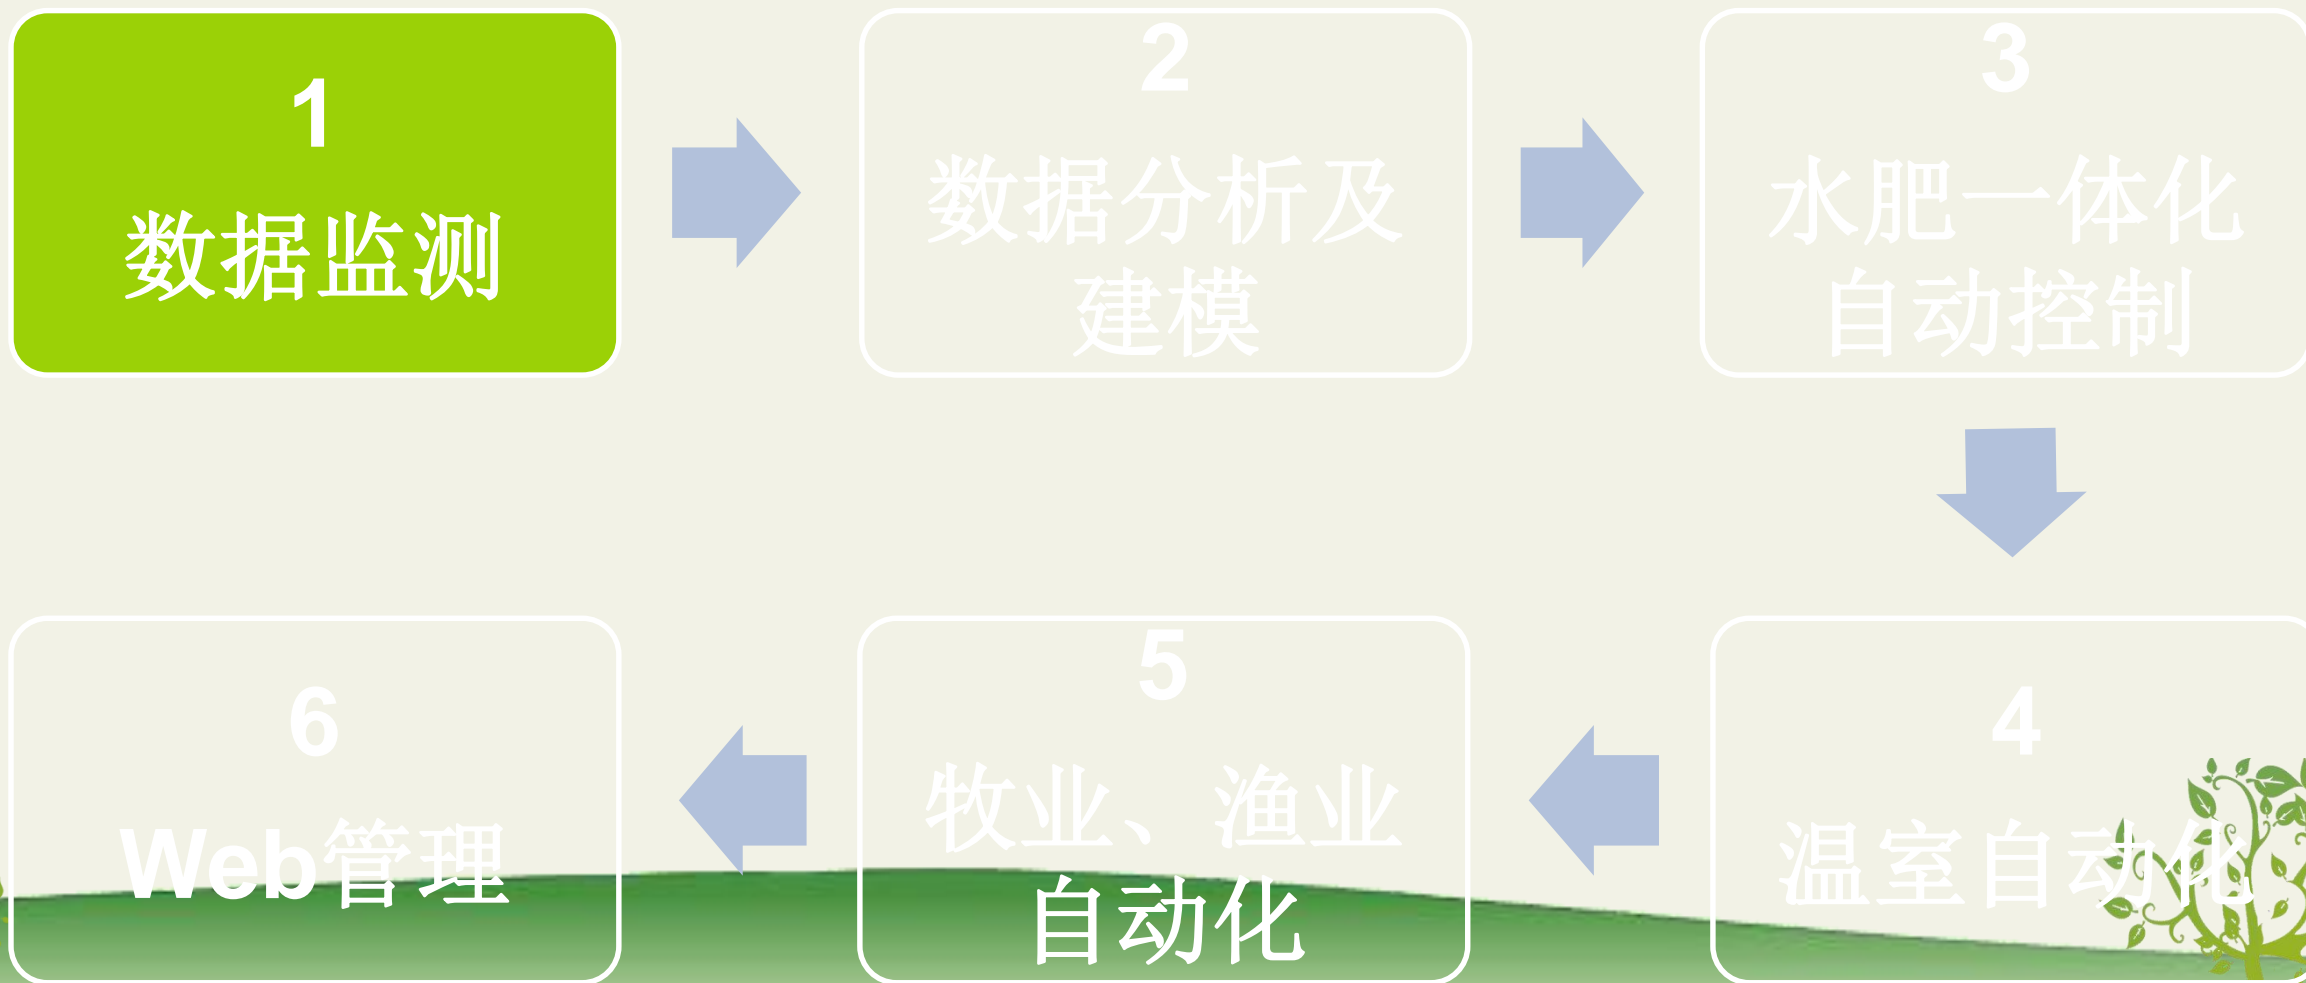 1
数据监测
2
数据分析及
建模
3
水肥一体化
自动控制
4
温室自动化
5
牧业、渔业
自动化
6
Web管理